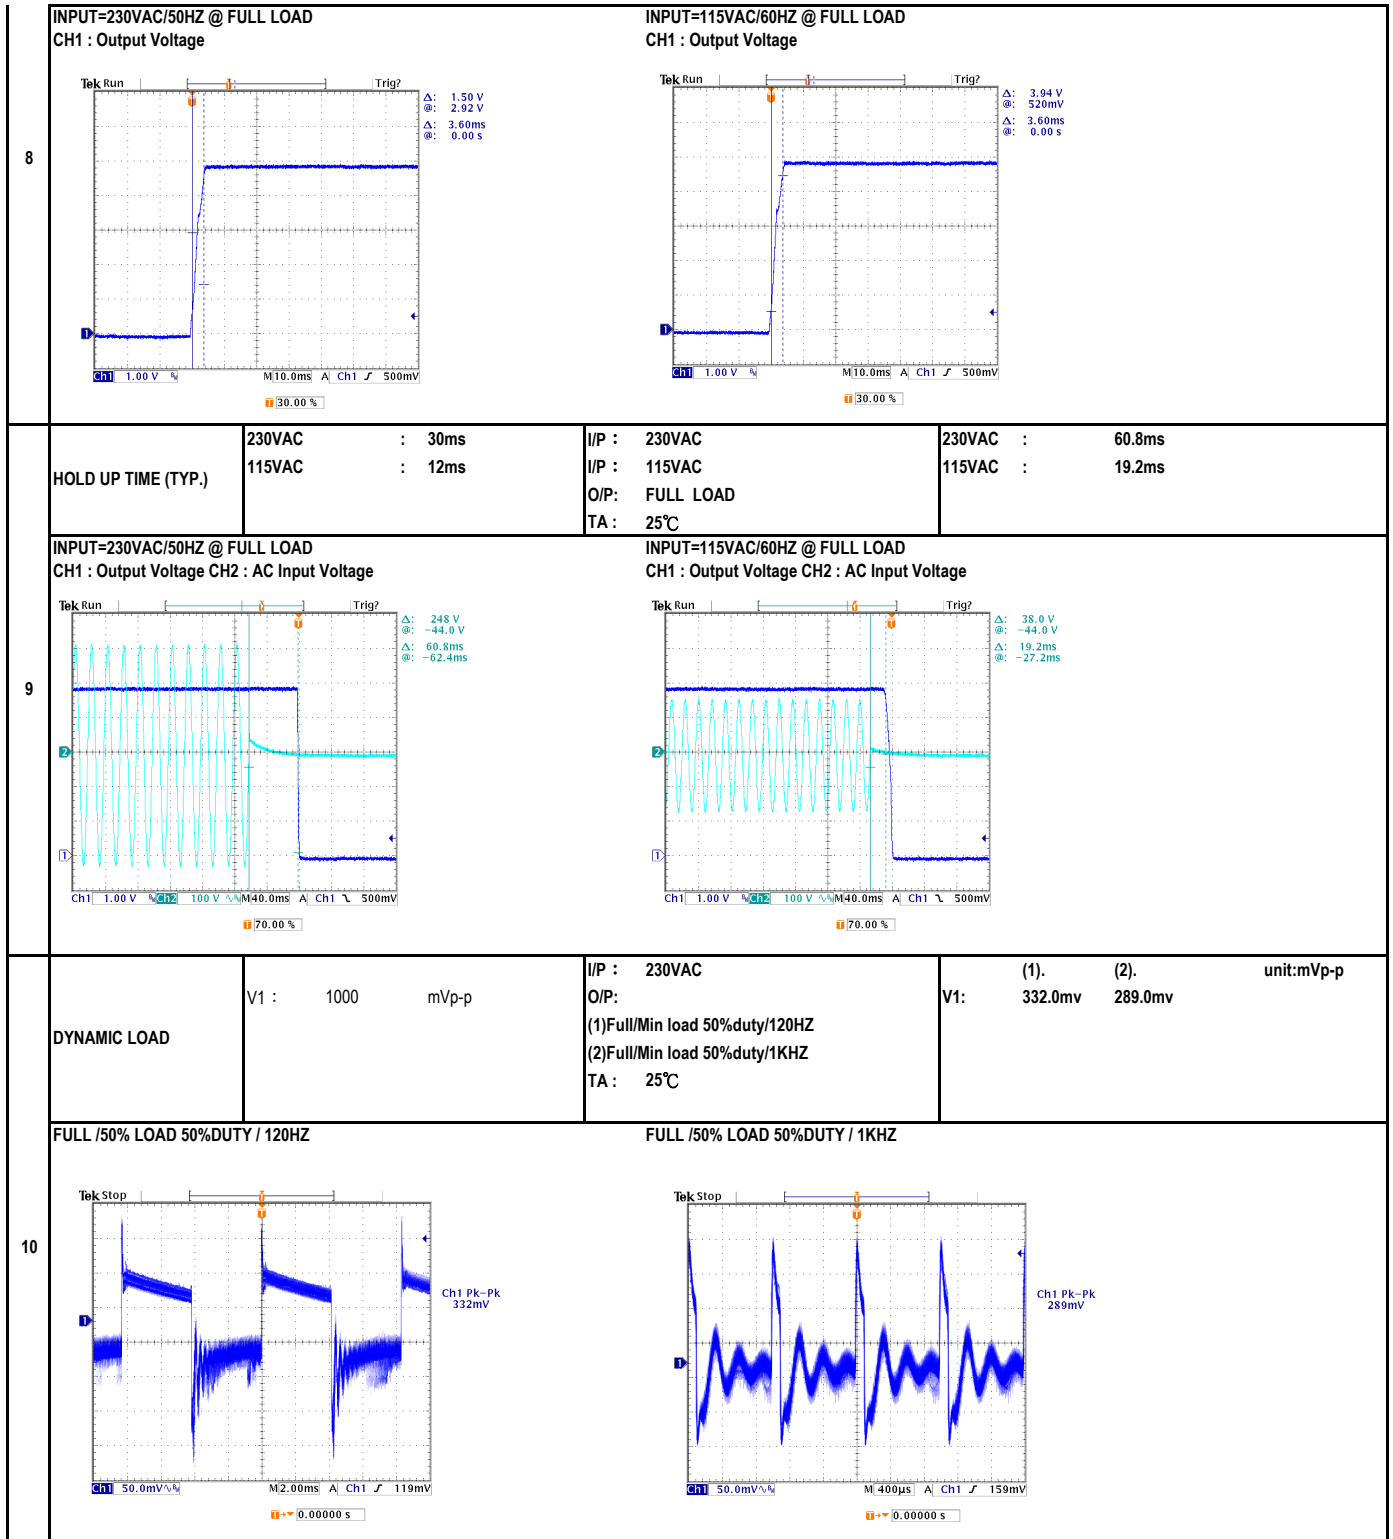 INPUT=230VAC/50HZ @ FULL LOAD
CH1 : Output Voltage
INPUT=115VAC/60HZ @ FULL LOAD
CH1 : Output Voltage
8
Tek Run Trig?
T
Δ: 1.50 V
@: 2.92 V
Δ: 3.60ms
@: 0.00 s
1
Ch1 1.00 V M 10.0ms A Ch1 500mV
T 30.00 %
Tek Run Trig?
T
Δ: 3.94 V
@: 520mV
Δ: 3.60ms
@: 0.00 s
1
Ch1 1.00 V M 10.0ms A Ch1 500mV
T 30.00 %
9
HOLD UP TIME (TYP.)
230VAC : 30ms
115VAC : 12ms
I/P : 230VAC
I/P : 115VAC
O/P: FULL LOAD
TA : 25℃
230VAC : 60.8ms
115VAC : 19.2ms
INPUT=230VAC/50HZ @ FULL LOAD
CH1 : Output Voltage CH2 : AC Input Voltage
INPUT=115VAC/60HZ @ FULL LOAD
CH1 : Output Voltage CH2 : AC Input Voltage
Tek Run Trig?
T
Δ: 248 V
@: −44.0 V
Δ: 60.8ms
@: −62.4ms
2
1
Ch1 1.00 V Ch2 100 V M 40.0ms A Ch1 500mV
T 70.00 %
Tek Run Trig?
T
Δ: 38.0 V
@: −44.0 V
Δ: 19.2ms
@: −27.2ms
2
1
Ch1 1.00 V Ch2 100 V M 40.0ms A Ch1 500mV
T 70.00 %
10
DYNAMIC LOAD
V1 : 1000 mVp-p
I/P : 230VAC
O/P:
(1)Full/Min load 50%duty/120HZ
(2)Full/Min load 50%duty/1KHZ
TA : 25℃
(1). (2). unit:mVp-p
V1: 332.0mv 289.0mv
FULL /50% LOAD 50%DUTY / 120HZ
FULL /50% LOAD 50%DUTY / 1KHZ
Tek Stop
T
Ch1 Pk−Pk
332mV
1
Ch1 50.0mV M 2.00ms A Ch1 119mV
T 0.00000 s
Tek Stop
T
Ch1 Pk−Pk
289mV
1
Ch1 50.0mV M 400µs A Ch1 159mV
T 0.00000 s